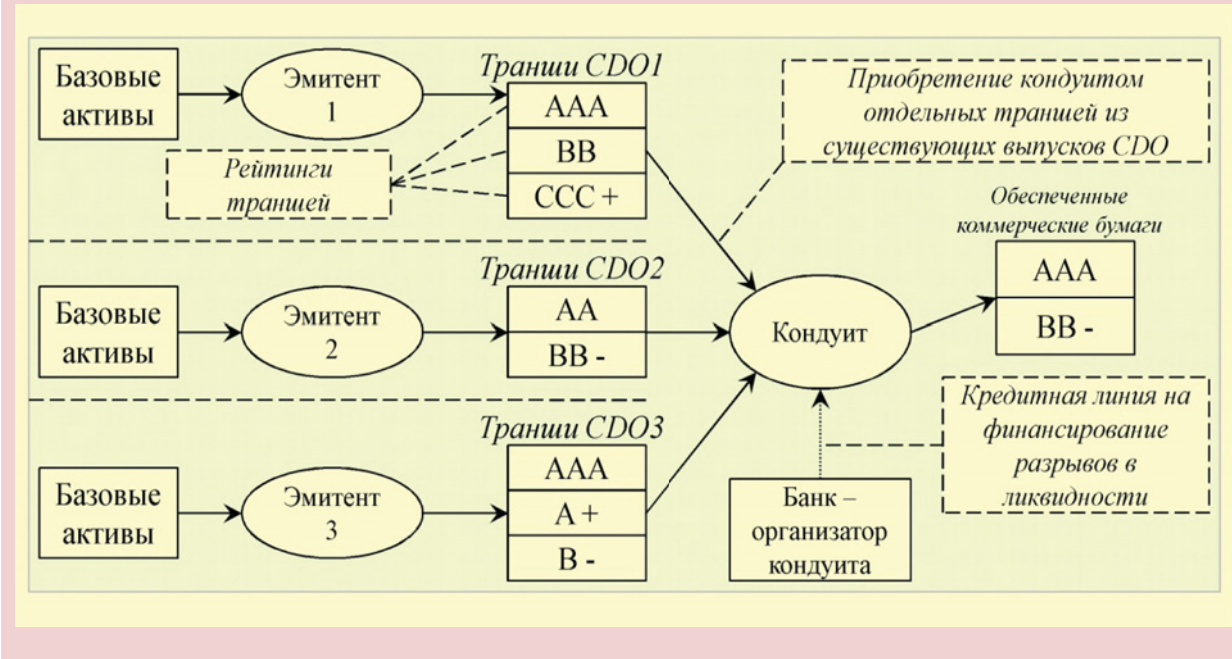 Базовые
активы
Эмитент
1
Транши CDO1
AAA
BB
CCC +
Рейтинги
траншей
Приобретение кондуитом
отдельных траншей из
существующих выпусков CDO
Обеспеченные
коммерческие бумаги
AAA
BB -
Базовые
активы
Эмитент
2
Транши CDO2
AA
BB -
Кондуит
Кредитная линия на
финансирование
разрывов в
ликвидности
Базовые
активы
Эмитент
3
Транши CDO3
AAA
A +
B -
Банк –
организатор
кондуита